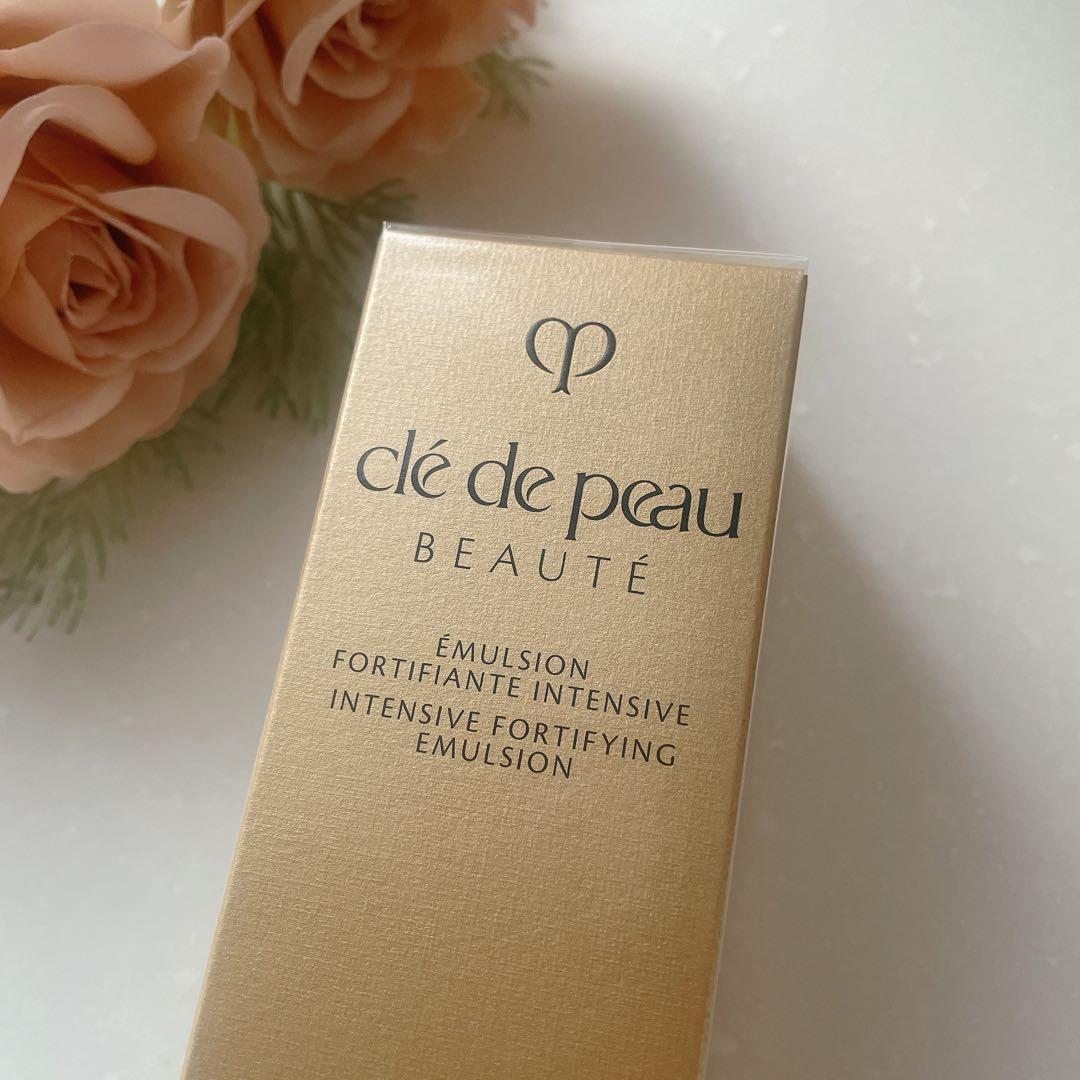 clé de peau
BEAUTÉ
ÉMULSION
FORTIFIANTE INTENSIVE
INTENSIVE FORTIFYING
EMULSION